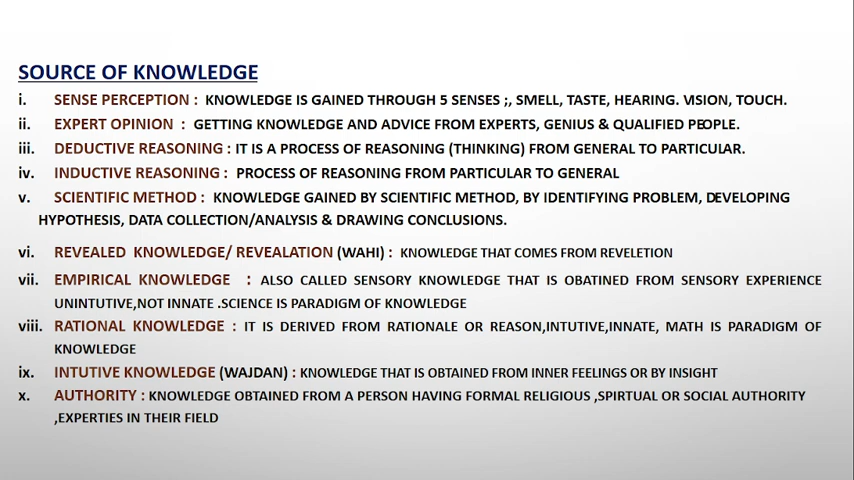 SOURCE OF KNOWLEDGE
i. SENSE PERCEPTION : KNOWLEDGE IS GAINED THROUGH 5 SENSES ;, SMELL, TASTE, HEARING. VISION, TOUCH.
ii. EXPERT OPINION : GETTING KNOWLEDGE AND ADVICE FROM EXPERTS, GENIUS & QUALIFIED PEOPLE.
iii. DEDUCTIVE REASONING : IT IS A PROCESS OF REASONING (THINKING) FROM GENERAL TO PARTICULAR.
iv. INDUCTIVE REASONING : PROCESS OF REASONING FROM PARTICULAR TO GENERAL
v. SCIENTIFIC METHOD : KNOWLEDGE GAINED BY SCIENTIFIC METHOD, BY IDENTIFYING PROBLEM, DEVELOPING
HYPOTHESIS, DATA COLLECTION/ANALYSIS & DRAWING CONCLUSIONS.
vi. REVEALED KNOWLEDGE/ REVEALATION (WAHI) : KNOWLEDGE THAT COMES FROM REVELETION
vii. EMPIRICAL KNOWLEDGE : ALSO CALLED SENSORY KNOWLEDGE THAT IS OBATINED FROM SENSORY EXPERIENCE
UNINTUTIVE,NOT INNATE .SCIENCE IS PARADIGM OF KNOWLEDGE
viii. RATIONAL KNOWLEDGE : IT IS DERIVED FROM RATIONALE OR REASON,INTUTIVE,INNATE, MATH IS PARADIGM OF
KNOWLEDGE
ix. INTUTIVE KNOWLEDGE (WAJDAN) : KNOWLEDGE THAT IS OBTAINED FROM INNER FEELINGS OR BY INSIGHT
x. AUTHORITY : KNOWLEDGE OBTAINED FROM A PERSON HAVING FORMAL RELIGIOUS ,SPIRTUAL OR SOCIAL AUTHORITY
,EXPERTIES IN THEIR FIELD